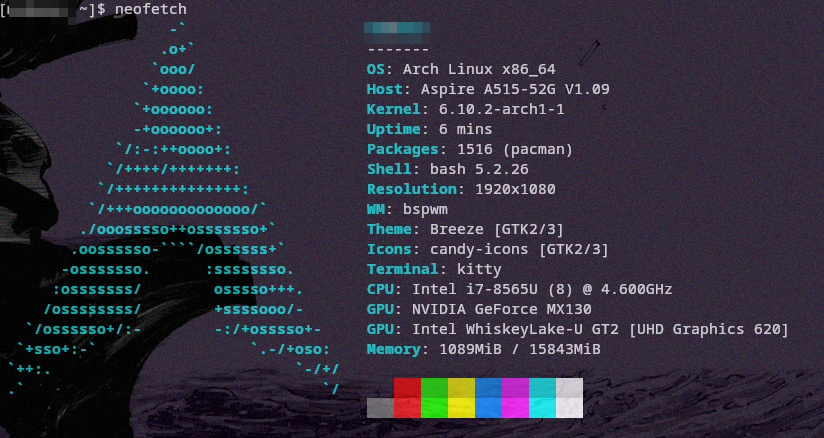 [ ~]$ neofetch
-`
.o+`
-------
`ooo/ OS: Arch Linux x86_64
`+oooo: Host: Aspire A515-52G V1.09
`+oooooo: Kernel: 6.10.2-arch1-1
-+oooooo+: Uptime: 6 mins
`/:-:++oooo+: Packages: 1516 (pacman)
`/++++/+++++++: Shell: bash 5.2.26
`/++++++++++++++: Resolution: 1920x1080
`/+++ooooooooooooo/` WM: bspwm
./ooosssso++osssssso+` Theme: Breeze [GTK2/3]
.oossssso-````/ossssss+` Icons: candy-icons [GTK2/3]
-osssssso. :ssssssso. Terminal: kitty
:osssssss/ osssso+++. CPU: Intel i7-8565U (8) @ 4.600GHz
/ossssssss/ +ssssooo/- GPU: NVIDIA GeForce MX130
`/ossssso+/:- -:/+osssso+- GPU: Intel WhiskeyLake-U GT2 [UHD Graphics 620]
`+sso+:-` `.-/+oso: Memory: 1089MiB / 15843MiB
`++:. `-/+/
.` `/